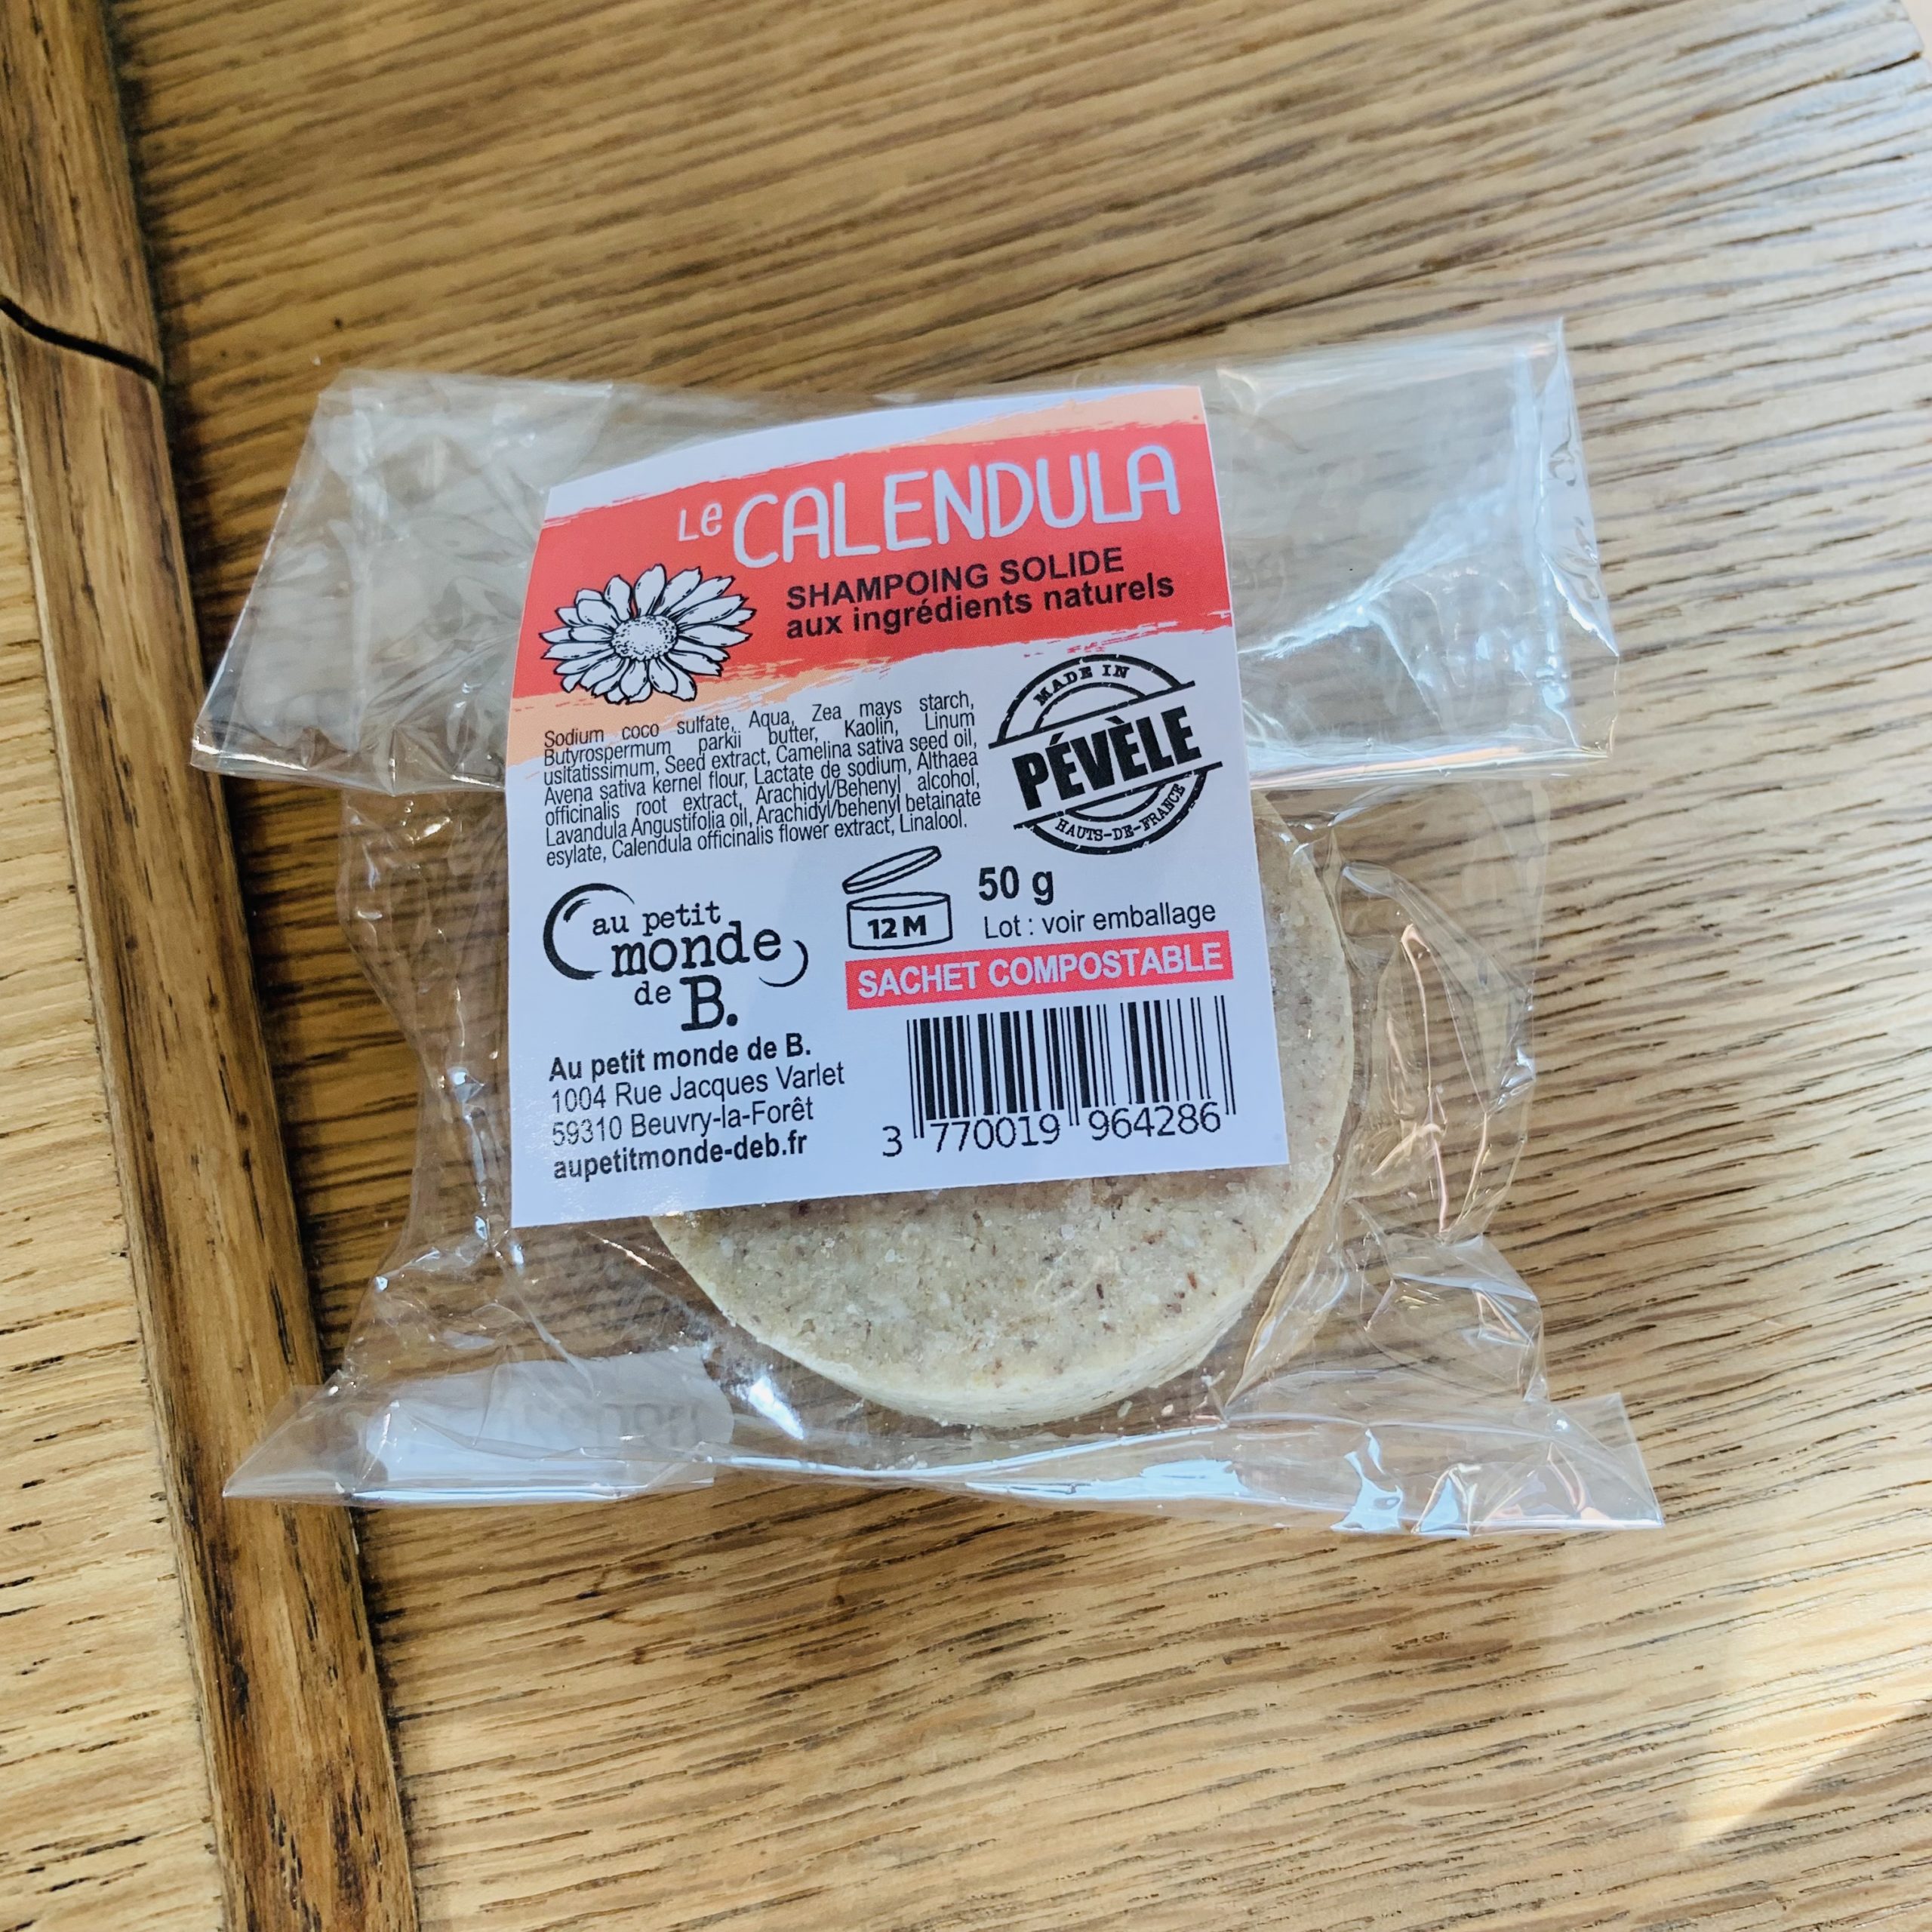 Le CALENDULA
SHAMPOING SOLIDE
aux ingrédients naturels
Sodium coco sulfate, Aqua, Zea mays starch,
Butyrospermum parkii butter, Kaolin, Linum
usitatissimum, Seed extract, Camelina sativa seed oil,
Avena sativa kernel flour, Lactate de sodium, Althaea
officinalis root extract, Arachidyl/Behenyl alcohol,
Lavandula Angustifolia oil, Arachidyl/behenyl betainate
esylate, Calendula officinalis flower extract, Linalool.
MADE IN
PÉVÈLE
HAUTS-DE-FRANCE
au petit
monde
de B.
12 M
50 g
Lot : voir emballage
SACHET COMPOSTABLE
Au petit monde de B.
1004 Rue Jacques Varlet
59310 Beuvry-la-Forêt
aupetitmonde-deb.fr
3 770019 964286